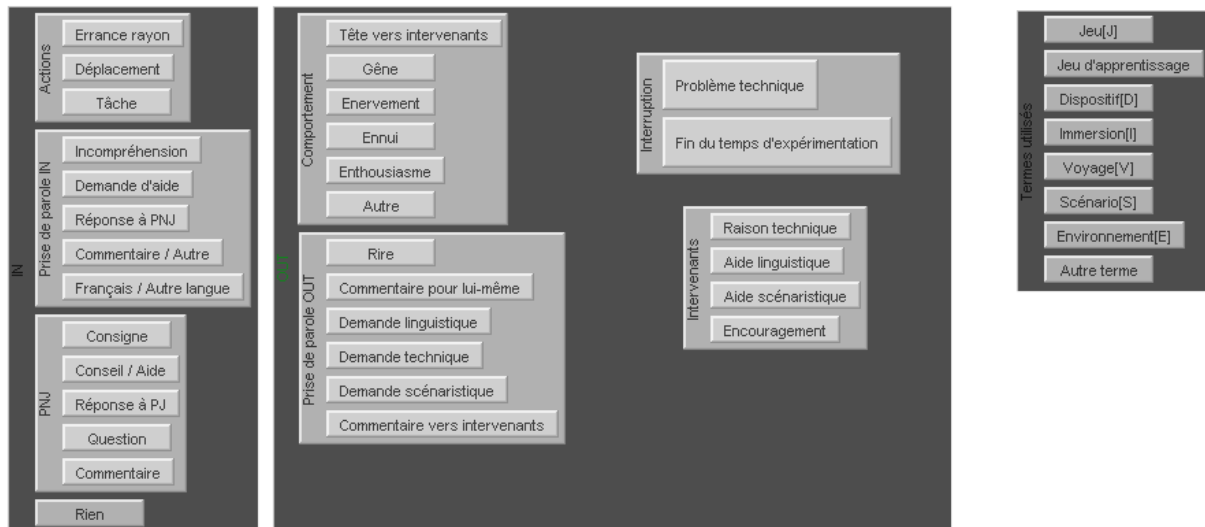 IN
Actions
Errance rayon
Déplacement
Tâche
Prise de parole IN
Incompréhension
Demande d'aide
Réponse à PNJ
Commentaire / Autre
Français / Autre langue
PNJ
Consigne
Conseil / Aide
Réponse à PJ
Question
Commentaire
Rien
OUT
Comportement
Tête vers intervenants
Gêne
Enervement
Ennui
Enthousiasme
Autre
Prise de parole OUT
Rire
Commentaire pour lui-même
Demande linguistique
Demande technique
Demande scénaristique
Commentaire vers intervenants
Interruption
Problème technique
Fin du temps d'expérimentation
Intervenants
Raison technique
Aide linguistique
Aide scénaristique
Encouragement
Termes utilisés
Jeu[J]
Jeu d'apprentissage
Dispositif[D]
Immersion[I]
Voyage[V]
Scénario[S]
Environnement[E]
Autre terme